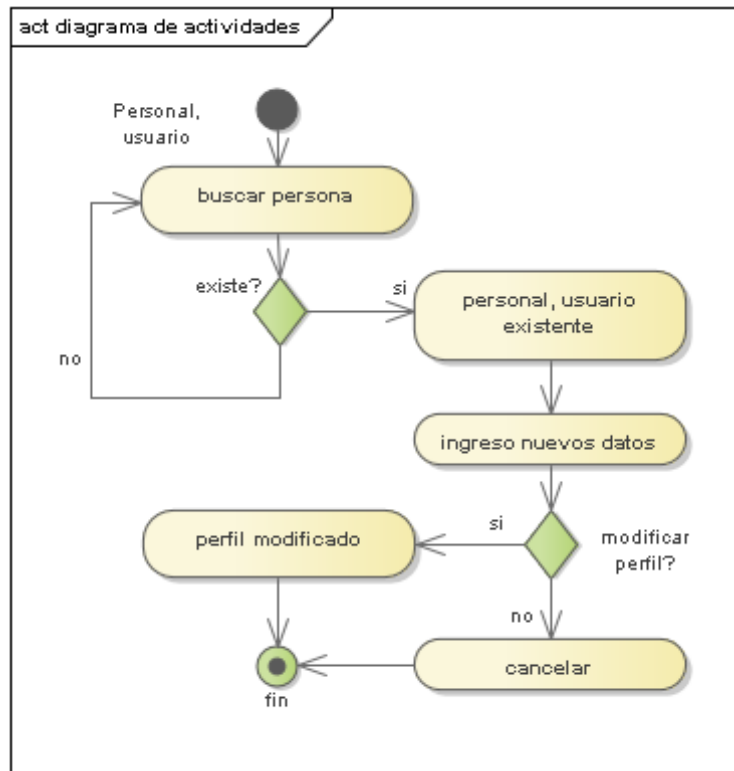 act diagrama de actividades
Personal,
usuario
buscar persona
existe?
si
personal, usuario
existente
no
ingreso nuevos datos
si
perfil modificado
modificar
perfil?
no
cancelar
fin